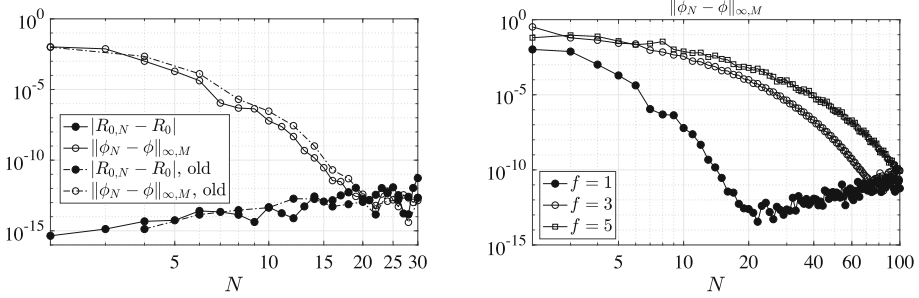 10^0
10^{-5}
10^{-10}
10^{-15}
|R_{0,N} − R_0|
‖ϕ_N − ϕ‖_{∞,M}
|R_{0,N} − R_0|, old
‖ϕ_N − ϕ‖_{∞,M}, old
5 10 15 20 25 30
N
‖ϕ_N − ϕ‖_{∞,M}
10^0
10^{-5}
10^{-10}
10^{-15}
f = 1
f = 3
f = 5
5 10 20 40 60 100
N